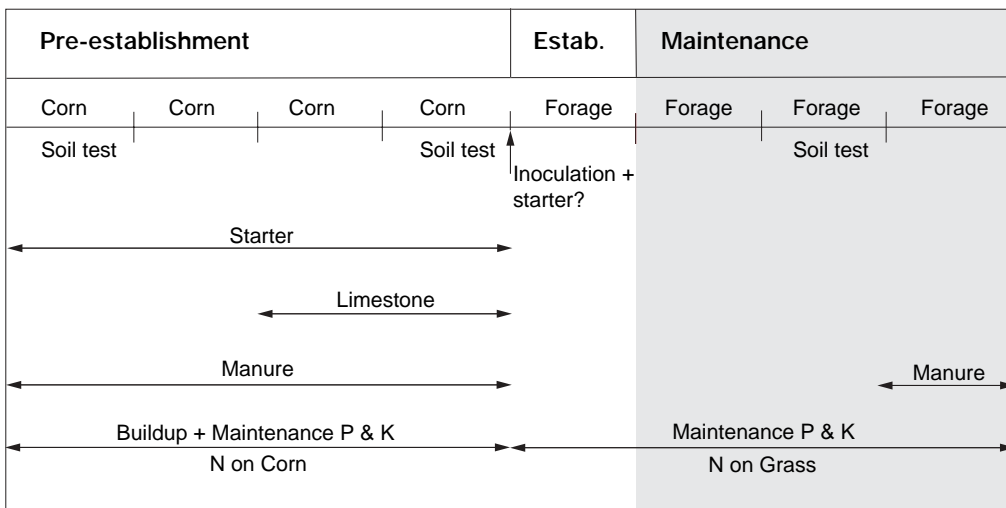 Pre-establishment Estab. Maintenance
Corn Corn Corn Corn Forage Forage Forage Forage
Soil test Soil test Soil test
Inoculation +
starter?
Starter
Limestone
Manure Manure
Buildup + Maintenance P & K Maintenance P & K
N on Corn N on Grass